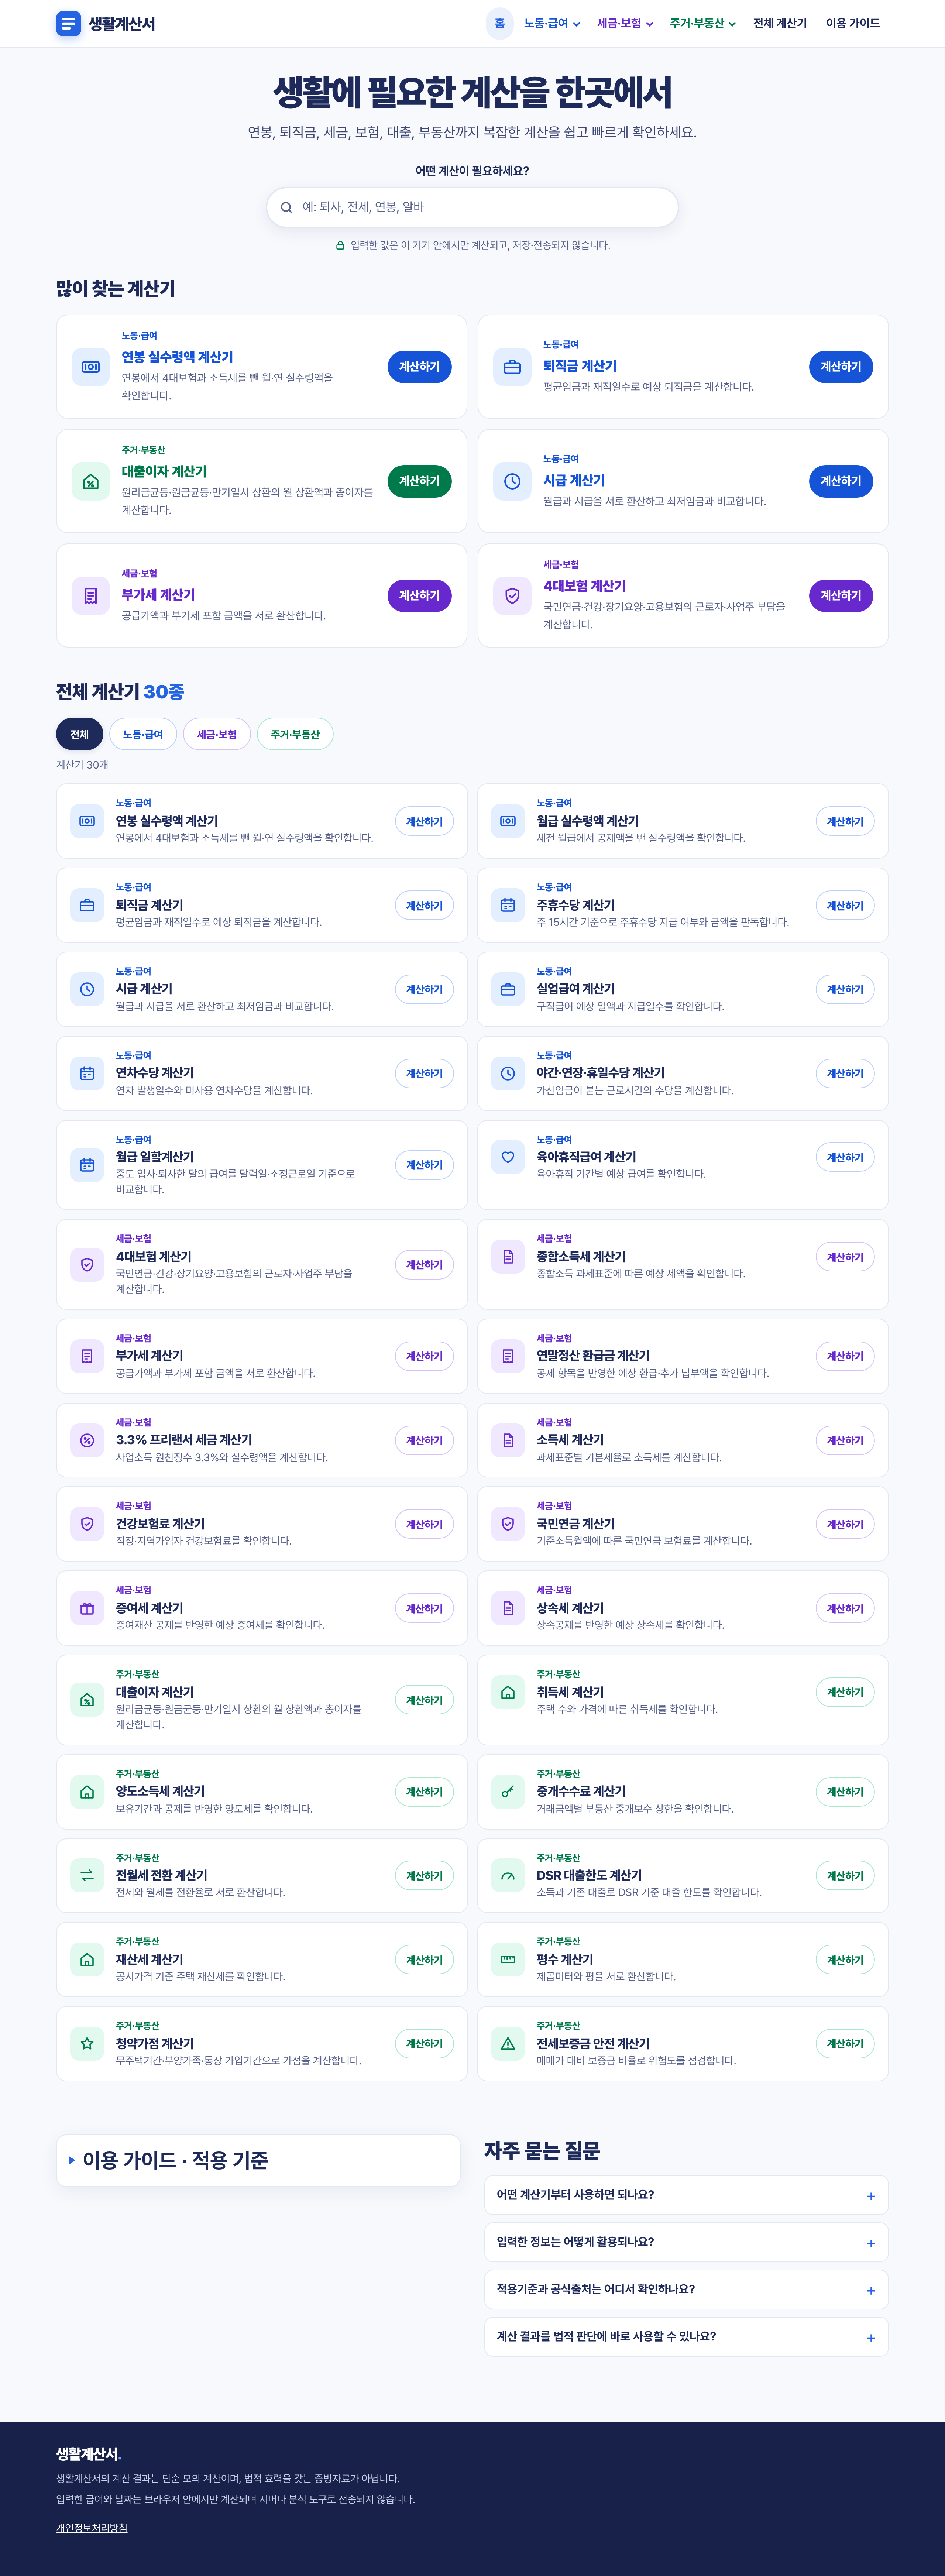 생활계산서
홈
노동·급여
세금·보험
주거·부동산
전체 계산기
이용 가이드
생활에 필요한 계산을 한곳에서
연봉, 퇴직금, 세금, 보험, 대출, 부동산까지 복잡한 계산을 쉽고 빠르게 확인하세요.
어떤 계산이 필요하세요?
예: 퇴사, 전세, 연봉, 알바
입력한 값은 이 기기 안에서만 계산되고, 저장·전송되지 않습니다.
많이 찾는 계산기
노동·급여
연봉 실수령액 계산기
연봉에서 4대보험과 소득세를 뺀 월·연 실수령액을
확인합니다.
계산하기
노동·급여
퇴직금 계산기
평균임금과 재직일수로 예상 퇴직금을 계산합니다.
계산하기
주거·부동산
대출이자 계산기
원리금균등·원금균등·만기일시 상환의 월 상환액과 총이자를
계산합니다.
계산하기
노동·급여
시급 계산기
월급과 시급을 서로 환산하고 최저임금과 비교합니다.
계산하기
세금·보험
부가세 계산기
공급가액과 부가세 포함 금액을 서로 환산합니다.
계산하기
세금·보험
4대보험 계산기
국민연금·건강·장기요양·고용보험의 근로자·사업주 부담을
계산합니다.
계산하기
전체 계산기 30종
전체
노동·급여
세금·보험
주거·부동산
계산기 30개
노동·급여
연봉 실수령액 계산기
연봉에서 4대보험과 소득세를 뺀 월·연 실수령액을 확인합니다.
계산하기
노동·급여
월급 실수령액 계산기
세전 월급에서 공제액을 뺀 실수령액을 확인합니다.
계산하기
노동·급여
퇴직금 계산기
평균임금과 재직일수로 예상 퇴직금을 계산합니다.
계산하기
노동·급여
주휴수당 계산기
주 15시간 기준으로 주휴수당 지급 여부와 금액을 판독합니다.
계산하기
노동·급여
시급 계산기
월급과 시급을 서로 환산하고 최저임금과 비교합니다.
계산하기
노동·급여
실업급여 계산기
구직급여 예상 일액과 지급일수를 확인합니다.
계산하기
노동·급여
연차수당 계산기
연차 발생일수와 미사용 연차수당을 계산합니다.
계산하기
노동·급여
야간·연장·휴일수당 계산기
가산임금이 붙는 근로시간의 수당을 계산합니다.
계산하기
노동·급여
월급 일할계산기
중도 입사·퇴사한 달의 급여를 달력일·소정근로일 기준으로
비교합니다.
계산하기
노동·급여
육아휴직급여 계산기
육아휴직 기간별 예상 급여를 확인합니다.
계산하기
세금·보험
4대보험 계산기
국민연금·건강·장기요양·고용보험의 근로자·사업주 부담을
계산합니다.
계산하기
세금·보험
종합소득세 계산기
종합소득 과세표준에 따른 예상 세액을 확인합니다.
계산하기
세금·보험
부가세 계산기
공급가액과 부가세 포함 금액을 서로 환산합니다.
계산하기
세금·보험
연말정산 환급금 계산기
공제 항목을 반영한 예상 환급·추가 납부액을 확인합니다.
계산하기
세금·보험
3.3% 프리랜서 세금 계산기
사업소득 원천징수 3.3%와 실수령액을 계산합니다.
계산하기
세금·보험
소득세 계산기
과세표준별 기본세율로 소득세를 계산합니다.
계산하기
세금·보험
건강보험료 계산기
직장·지역가입자 건강보험료를 확인합니다.
계산하기
세금·보험
국민연금 계산기
기준소득월액에 따른 국민연금 보험료를 계산합니다.
계산하기
세금·보험
증여세 계산기
증여재산 공제를 반영한 예상 증여세를 확인합니다.
계산하기
세금·보험
상속세 계산기
상속공제를 반영한 예상 상속세를 확인합니다.
계산하기
주거·부동산
대출이자 계산기
원리금균등·원금균등·만기일시 상환의 월 상환액과 총이자를
계산합니다.
계산하기
주거·부동산
취득세 계산기
주택 수와 가격에 따른 취득세를 확인합니다.
계산하기
주거·부동산
양도소득세 계산기
보유기간과 공제를 반영한 양도세를 확인합니다.
계산하기
주거·부동산
중개수수료 계산기
거래금액별 부동산 중개보수 상한을 확인합니다.
계산하기
주거·부동산
전월세 전환 계산기
전세와 월세를 전환율로 서로 환산합니다.
계산하기
주거·부동산
DSR 대출한도 계산기
소득과 기존 대출로 DSR 기준 대출 한도를 확인합니다.
계산하기
주거·부동산
재산세 계산기
공시가격 기준 주택 재산세를 확인합니다.
계산하기
주거·부동산
평수 계산기
제곱미터와 평을 서로 환산합니다.
계산하기
주거·부동산
청약가점 계산기
무주택기간·부양가족·통장 가입기간으로 가점을 계산합니다.
계산하기
주거·부동산
전세보증금 안전 계산기
매매가 대비 보증금 비율로 위험도를 점검합니다.
계산하기
이용 가이드 · 적용 기준
자주 묻는 질문
어떤 계산기부터 사용하면 되나요?
+
입력한 정보는 어떻게 활용되나요?
+
적용기준과 공식출처는 어디서 확인하나요?
+
계산 결과를 법적 판단에 바로 사용할 수 있나요?
+
생활계산서.
생활계산서의 계산 결과는 단순 모의 계산이며, 법적 효력을 갖는 증빙자료가 아닙니다.
입력한 급여와 날짜는 브라우저 안에서만 계산되며 서버나 분석 도구로 전송되지 않습니다.
개인정보처리방침